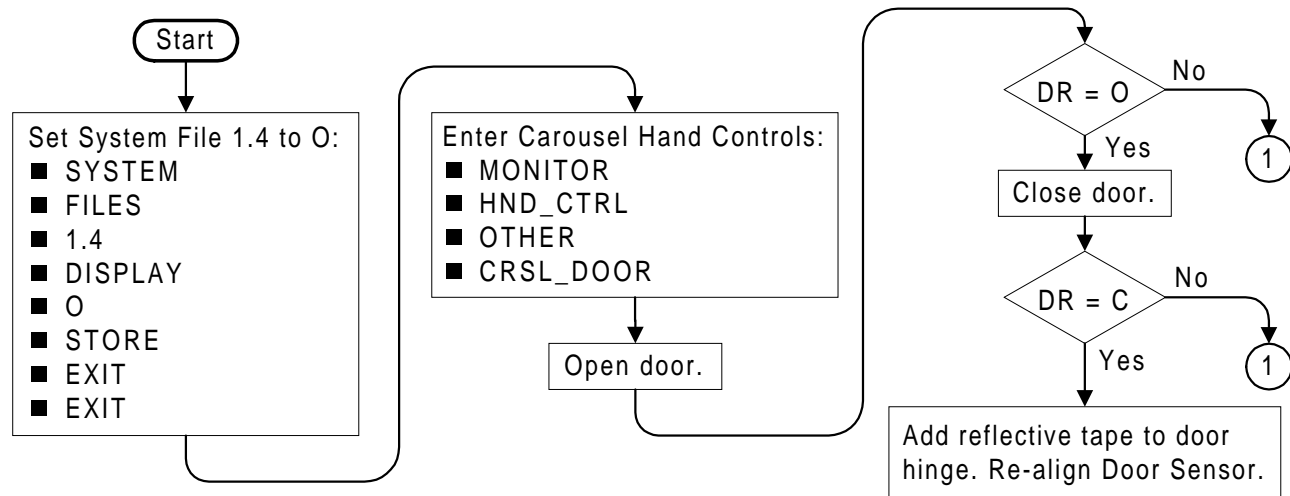 Start
Set System File 1.4 to O:
■ SYSTEM
■ FILES
■ 1.4
■ DISPLAY
■ O
■ STORE
■ EXIT
■ EXIT
Enter Carousel Hand Controls:
■ MONITOR
■ HND_CTRL
■ OTHER
■ CRSL_DOOR
Open door.
DR = O
No
1
Yes
Close door.
DR = C
No
1
Yes
Add reflective tape to door
hinge. Re-align Door Sensor.